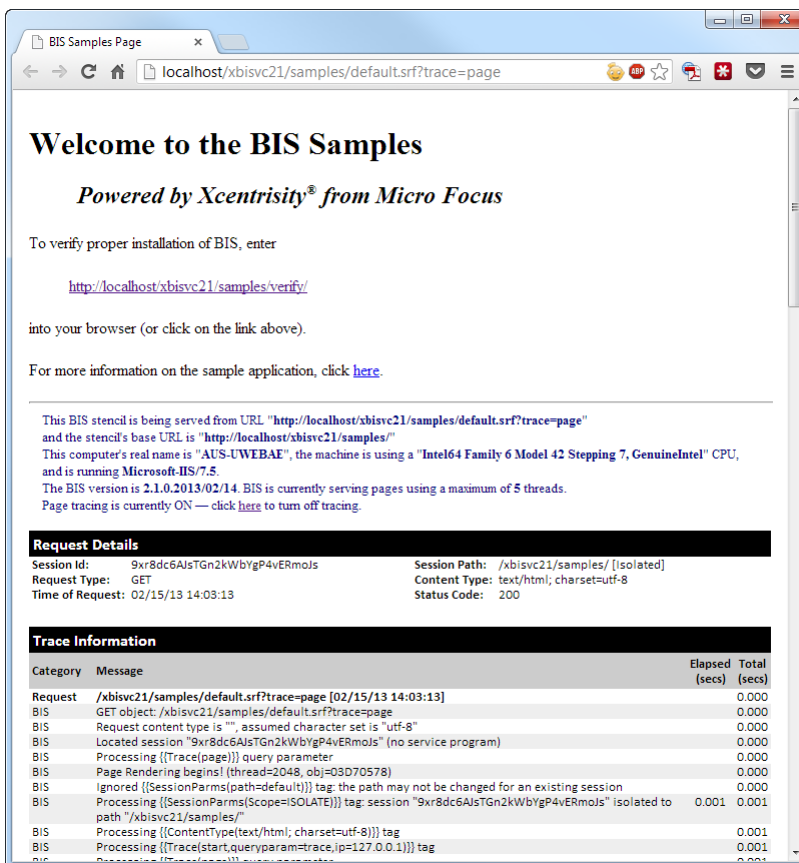 BIS Samples Page
localhost/xbisvc21/samples/default.srf?trace=page
ABP
Welcome to the BIS Samples
Powered by Xcentrisity® from Micro Focus
To verify proper installation of BIS, enter
http://localhost/xbisvc21/samples/verify/
into your browser (or click on the link above).
For more information on the sample application, click here.
This BIS stencil is being served from URL "http://localhost/xbisvc21/samples/default.srf?trace=page"
and the stencil's base URL is "http://localhost/xbisvc21/samples/"
This computer's real name is "AUS-UWEBAE", the machine is using a "Intel64 Family 6 Model 42 Stepping 7, GenuineIntel" CPU,
and is running Microsoft-IIS/7.5.
The BIS version is 2.1.0.2013/02/14. BIS is currently serving pages using a maximum of 5 threads.
Page tracing is currently ON — click here to turn off tracing.
Request Details
Session Id: 9xr8dc6AJsTGn2kWbYgP4vERmoJs Session Path: /xbisvc21/samples/ [Isolated]
Request Type: GET Content Type: text/html; charset=utf-8
Time of Request: 02/15/13 14:03:13 Status Code: 200
Trace Information
Category Message Elapsed (secs) Total (secs)
Request /xbisvc21/samples/default.srf?trace=page [02/15/13 14:03:13] 0.000
BIS GET object: /xbisvc21/samples/default.srf?trace=page 0.000
BIS Request content type is "", assumed character set is "utf-8" 0.000
BIS Located session "9xr8dc6AJsTGn2kWbYgP4vERmoJs" (no service program) 0.000
BIS Processing {{Trace(page)}} query parameter 0.000
BIS Page Rendering begins! (thread=2048, obj=03D70578) 0.000
BIS Ignored {{SessionParms(path=default)}} tag: the path may not be changed for an existing session 0.000
BIS Processing {{SessionParms(Scope=ISOLATE)}} tag: session "9xr8dc6AJsTGn2kWbYgP4vERmoJs" isolated to 0.001 0.001
path "/xbisvc21/samples/"
BIS Processing {{ContentType(text/html; charset=utf-8)}} tag 0.001
BIS Processing {{Trace(start,queryparam=trace,ip=127.0.0.1)}} tag 0.001
BIS Processing {{Trace(page)}} query parameter 0.001